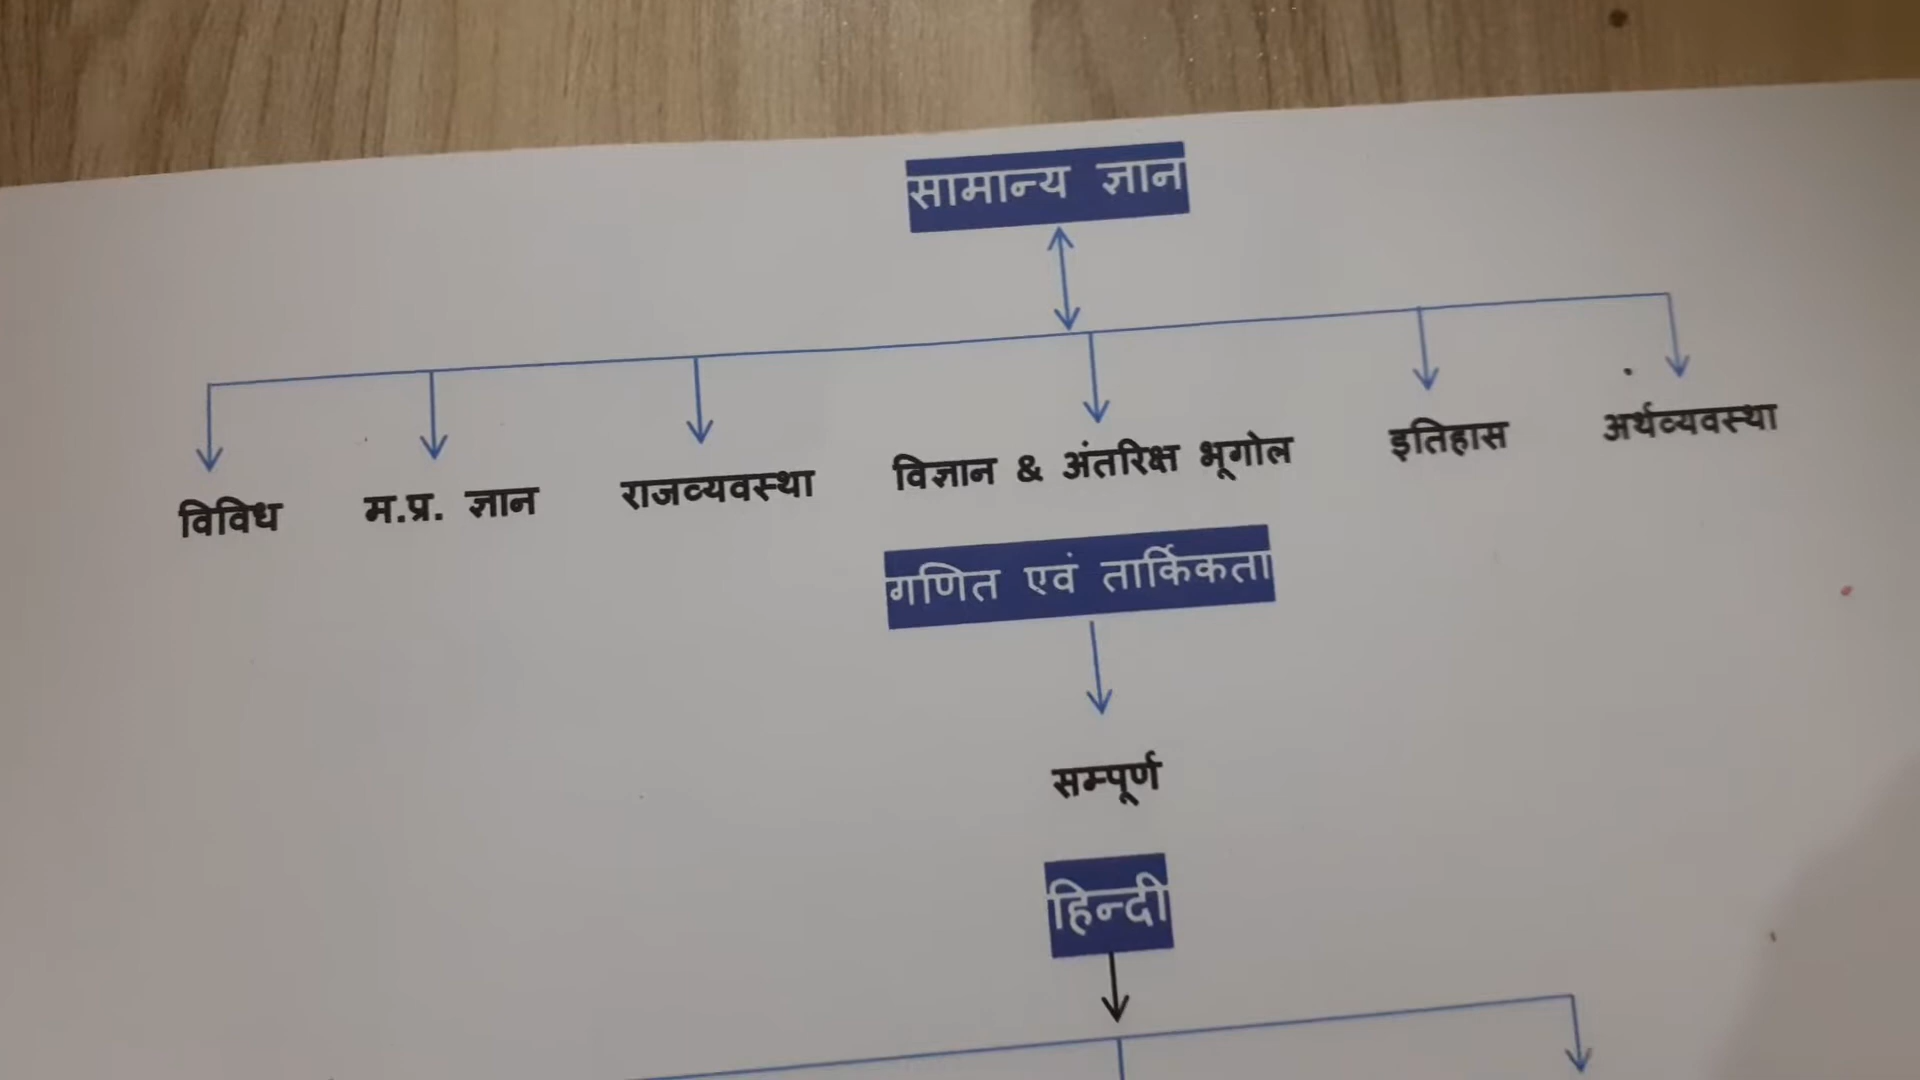 सामान्य ज्ञान
विविध म.प्र. ज्ञान राजव्यवस्था विज्ञान & अंतरिक्ष भूगोल इतिहास अर्थव्यवस्था
गणित एवं तार्किकता
सम्पूर्ण
हिन्दी